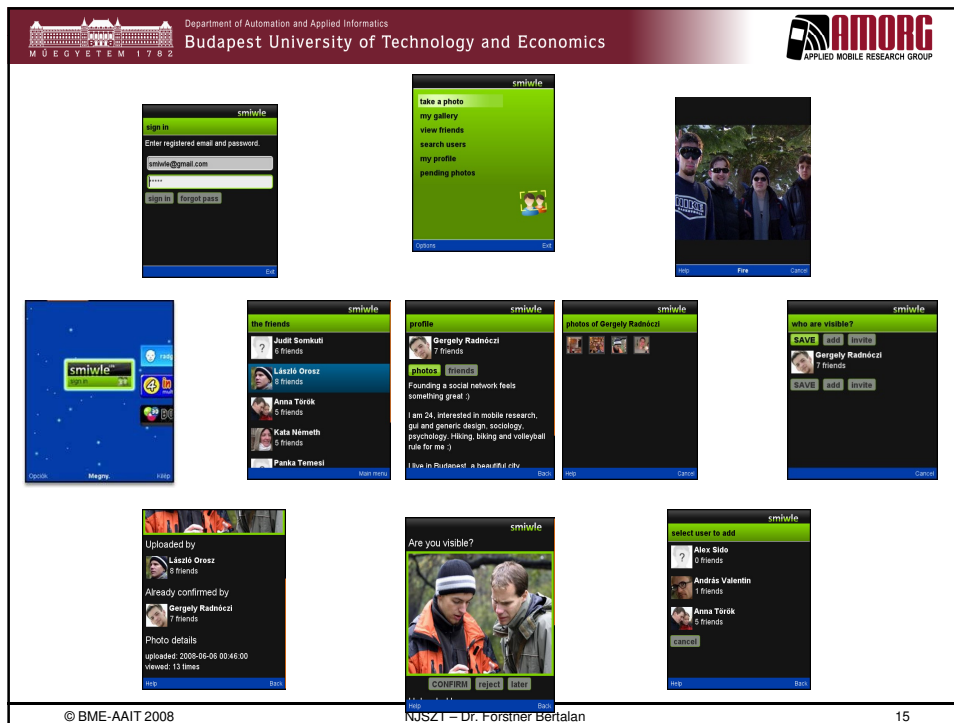 Department of Automation and Applied Informatics
Budapest University of Technology and Economics
MŰEGYETEM 1782
AMORG
APPLIED MOBILE RESEARCH GROUP
smiwle
sign in
Enter registered email and password.
smiwle@gmail.com
*****
sign in forgot pass
Exit
smiwle
take a photo
my gallery
view friends
search users
my profile
pending photos
Options Exit
Help Fire Cancel
smiwle
sign in
Opciók Megny. Kilép
smiwle
the friends
Judit Somkuti
6 friends
László Orosz
8 friends
Anna Török
5 friends
Kata Németh
5 friends
Panka Temesi
Main menu
smiwle
profile
Gergely Radnóczi
7 friends
photos friends
Founding a social network feels
something great :)
I am 24, interested in mobile research,
gui and generic design, sociology,
psychology. Hiking, biking and volleyball
rule for me :)
I live in Budapest, a beautiful city
Back
smiwle
photos of Gergely Radnóczi
Help Cancel
smiwle
who are visible?
SAVE add invite
Gergely Radnóczi
7 friends
SAVE add invite
Cancel
Uploaded by
László Orosz
8 friends
Already confirmed by
Gergely Radnóczi
7 friends
Photo details
uploaded: 2008-06-06 00:46:00
viewed: 13 times
Help Back
smiwle
Are you visible?
CONFIRM reject later
Help Back
smiwle
select user to add
Alex Sido
0 friends
András Valentin
1 friends
Anna Török
5 friends
cancel
Help Back
© BME-AAIT 2008 NJSZT – Dr. Forstner Bertalan 15